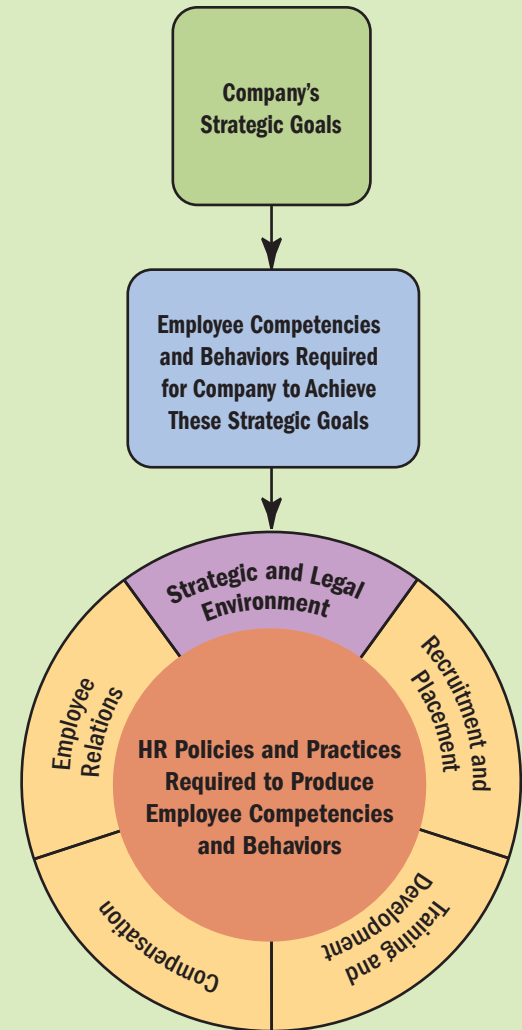 Company's
Strategic Goals
Employee Competencies
and Behaviors Required
for Company to Achieve
These Strategic Goals
Strategic and Legal
Environment
Recruitment and
Placement
Training and
Development
Compensation
Employee
Relations
HR Policies and Practices
Required to Produce
Employee Competencies
and Behaviors